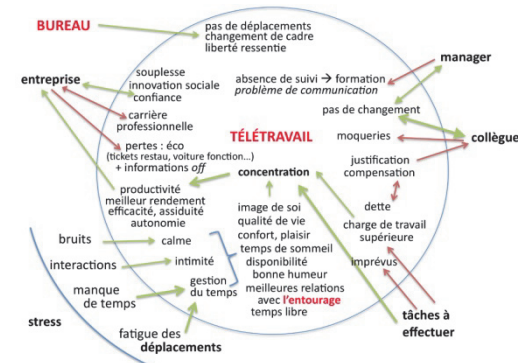 BUREAU
pas de déplacements
changement de cadre
liberté ressentie
manager
entreprise
souplesse
innovation sociale
confiance
absence de suivi → formation
problème de communication
carrière
professionnelle
pas de changement
TÉLÉTRAVAIL
moqueries
collègue
pertes : éco
(tickets restau, voiture fonction...)
+ informations off
concentration
justification
compensation
productivité
meilleur rendement
efficacité, assiduité
autonomie
dette
image de soi
qualité de vie
confort, plaisir
temps de sommeil
disponibilité
bonne humeur
meilleures relations
avec l'entourage
temps libre
charge de travail
supérieure
bruits
calme
interactions
intimité
imprévus
manque
de temps
gestion
du temps
stress
fatigue des
déplacements
tâches à
effectuer